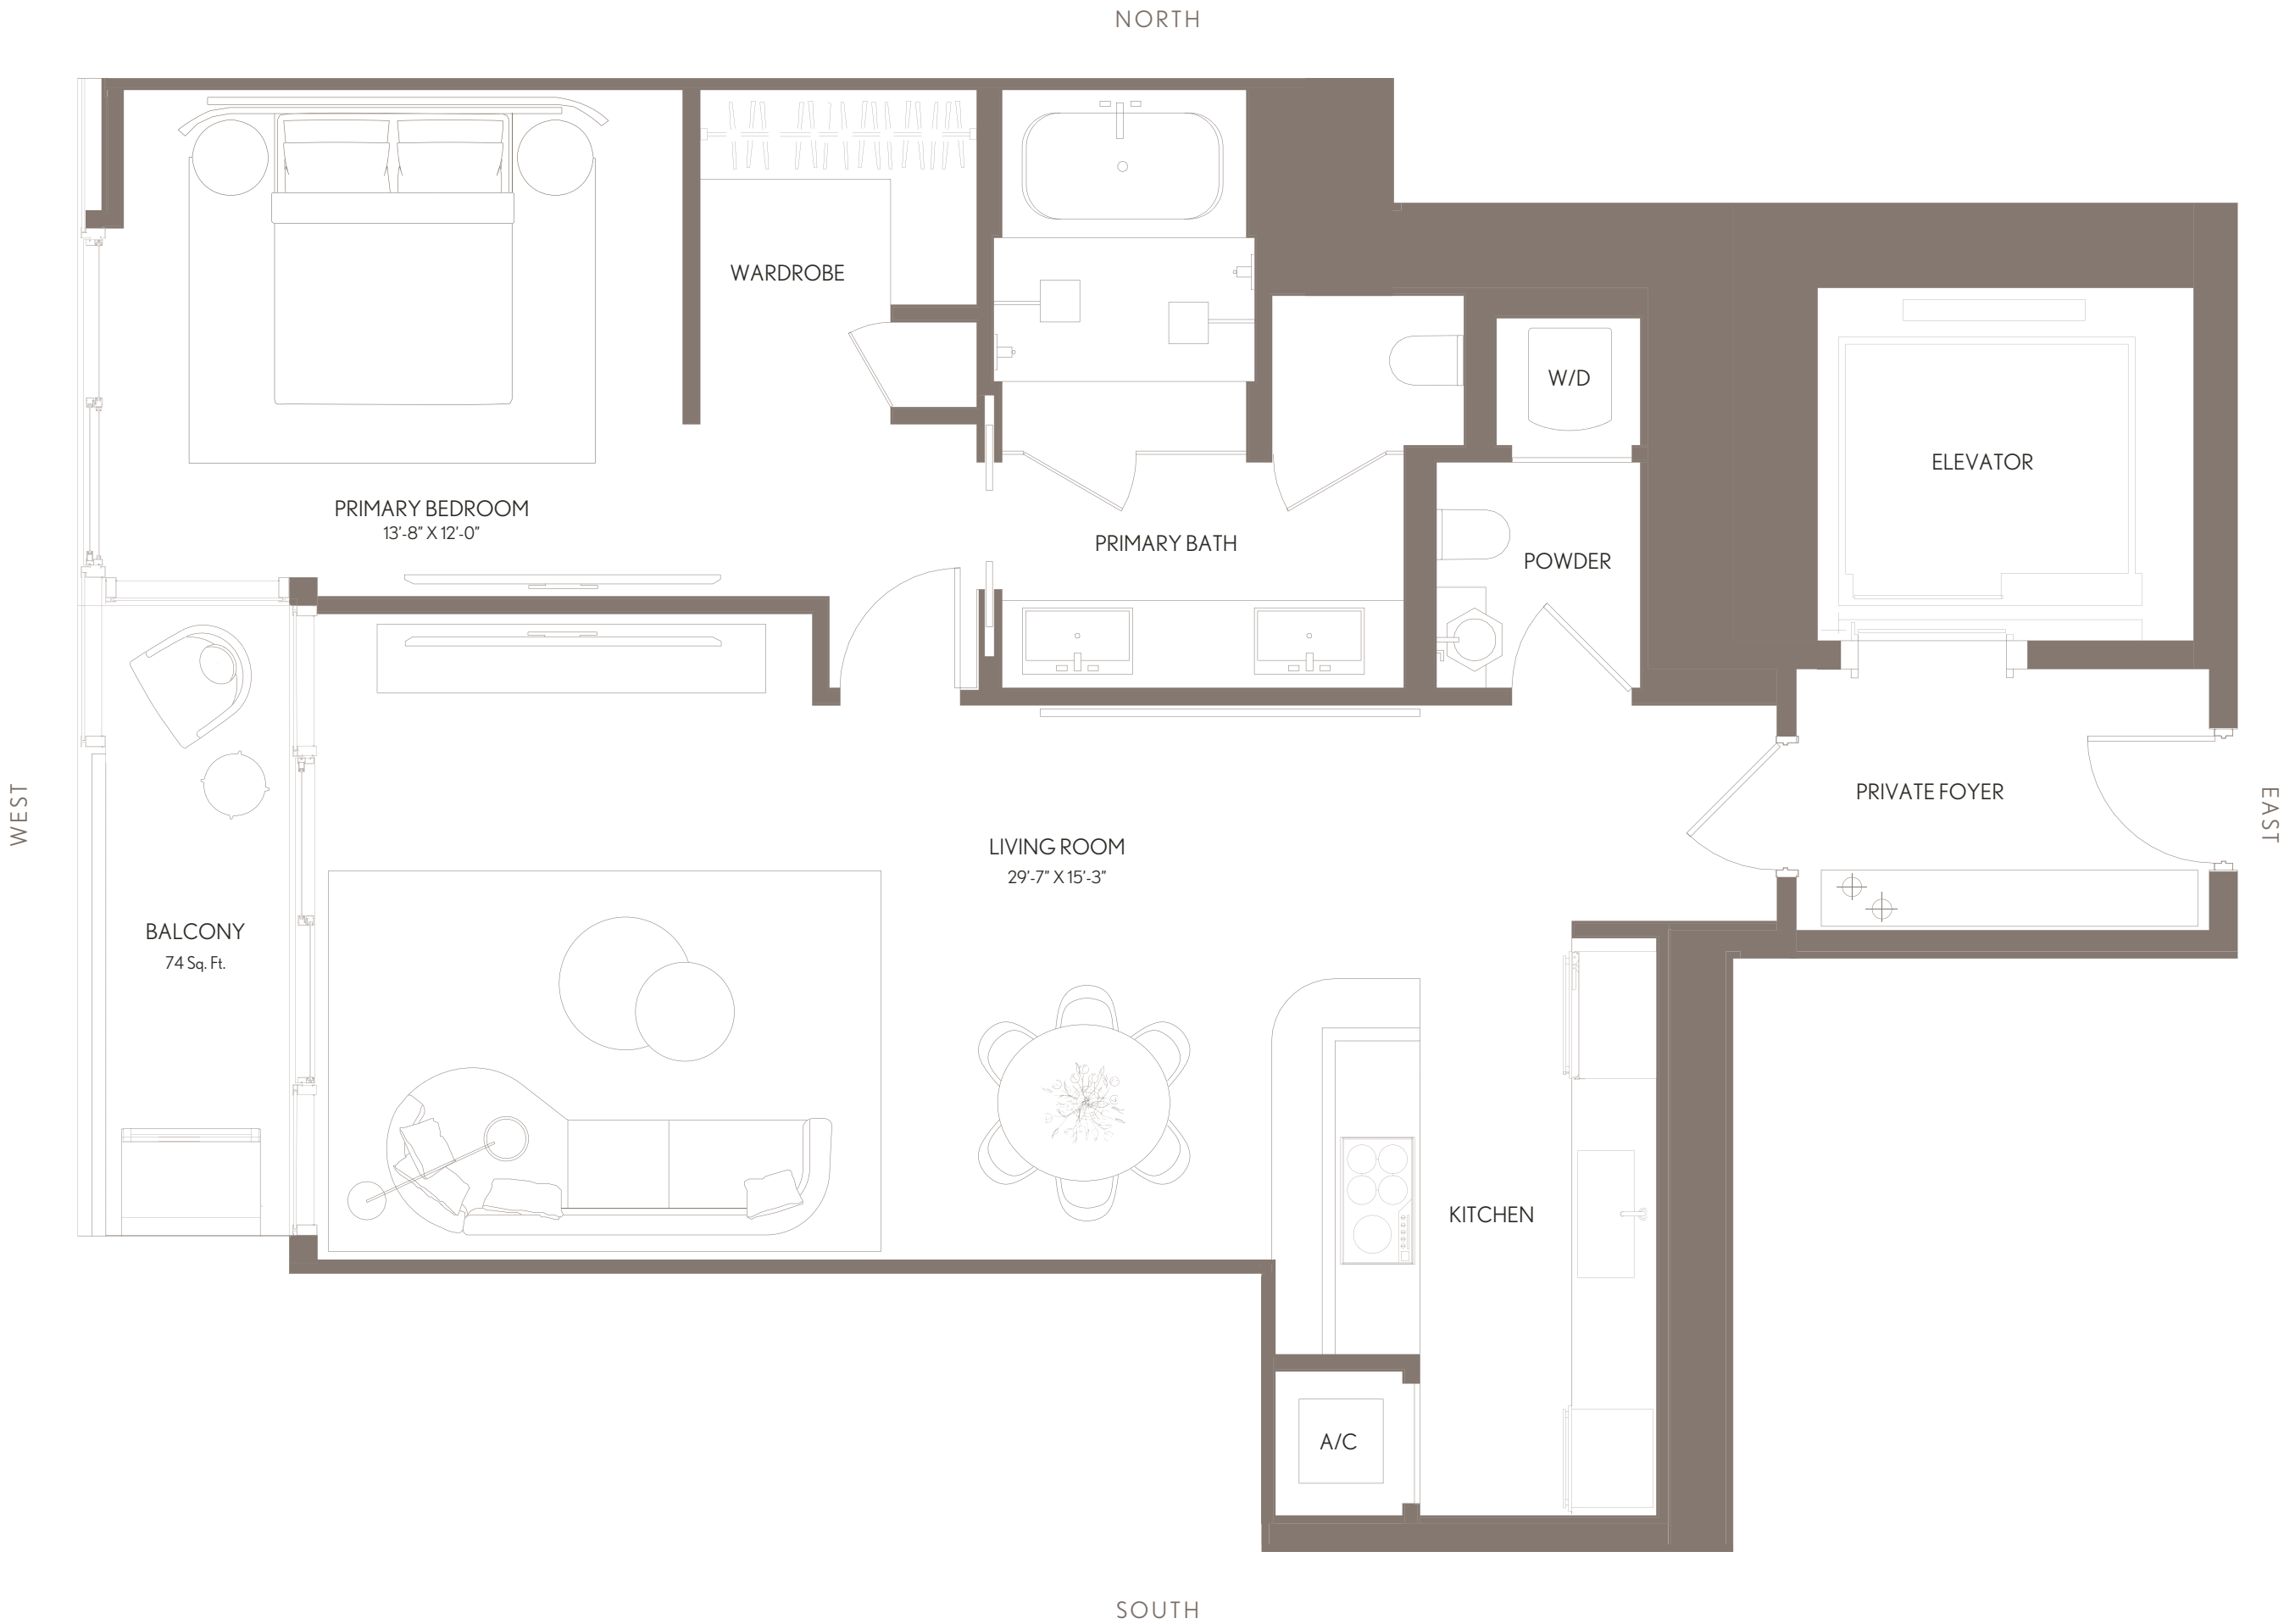 NORTH
WARDROBE
W/D
ELEVATOR
PRIMARY BEDROOM
13'-8" X 12'-0"
PRIMARY BATH
POWDER
WEST
PRIVATE FOYER
EAST
LIVING ROOM
29'-7" X 15'-3"
BALCONY
74 Sq. Ft.
KITCHEN
A/C
SOUTH